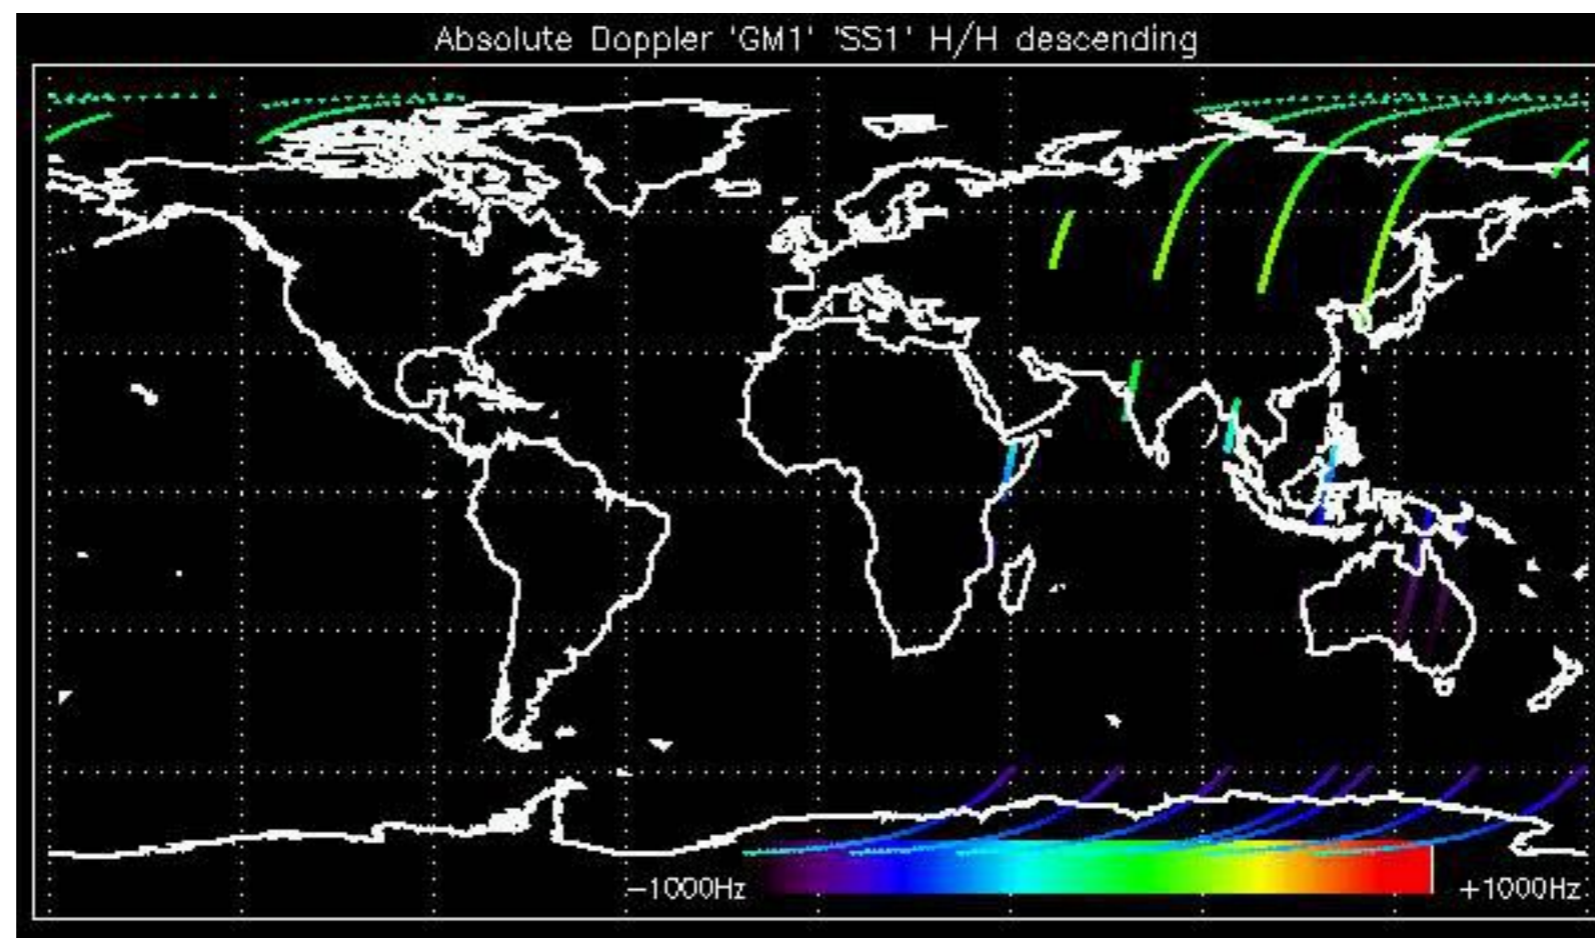 Absolute Doppler 'GM1' 'SS1' H/H descending
−1000Hz
+1000Hz